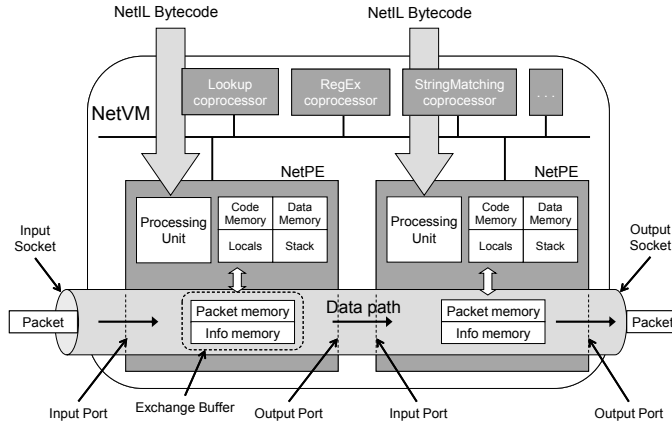 NetIL Bytecode
NetIL Bytecode
Lookup
coprocessor
RegEx
coprocessor
StringMatching
coprocessor
. . .
NetVM
NetPE
NetPE
Processing
Unit
Code
Memory
Data
Memory
Locals
Stack
Processing
Unit
Code
Memory
Data
Memory
Locals
Stack
Input
Socket
Output
Socket
Packet
Packet memory
Info memory
Data path
Packet memory
Info memory
Packet
Input Port
Exchange Buffer
Output Port
Input Port
Output Port